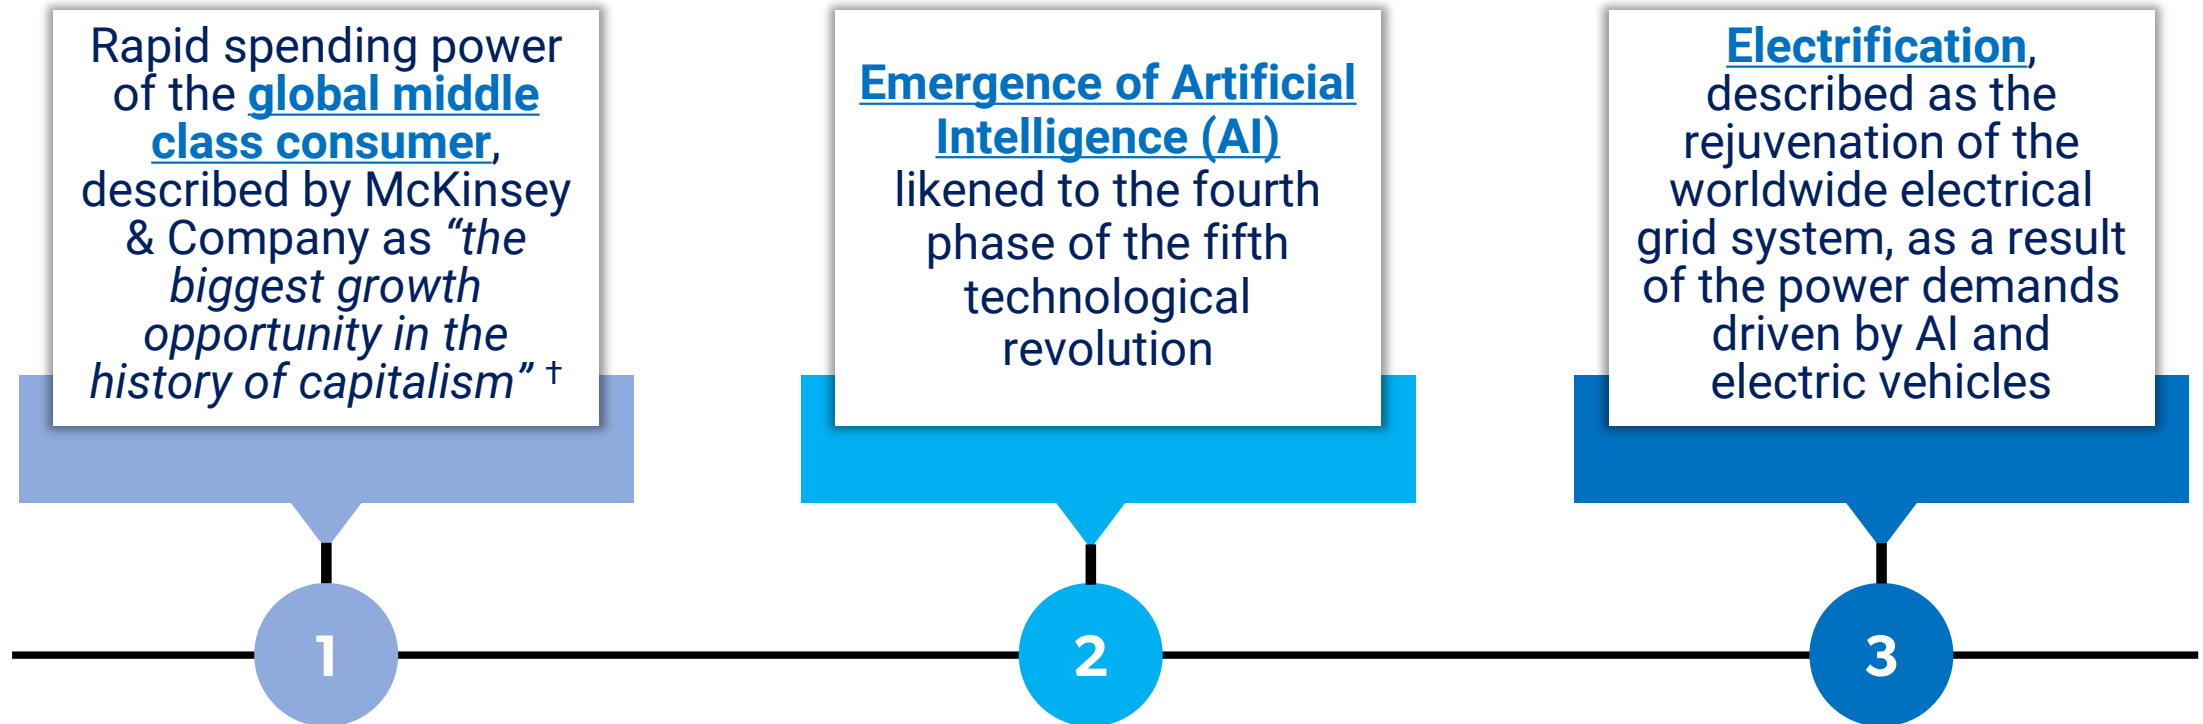 Rapid spending power
of the global middle
class consumer,
described by McKinsey
& Company as “the
biggest growth
opportunity in the
history of capitalism” †
Emergence of Artificial
Intelligence (AI)
likened to the fourth
phase of the fifth
technological
revolution
Electrification,
described as the
rejuvenation of the
worldwide electrical
grid system, as a result
of the power demands
driven by AI and
electric vehicles
1
2
3